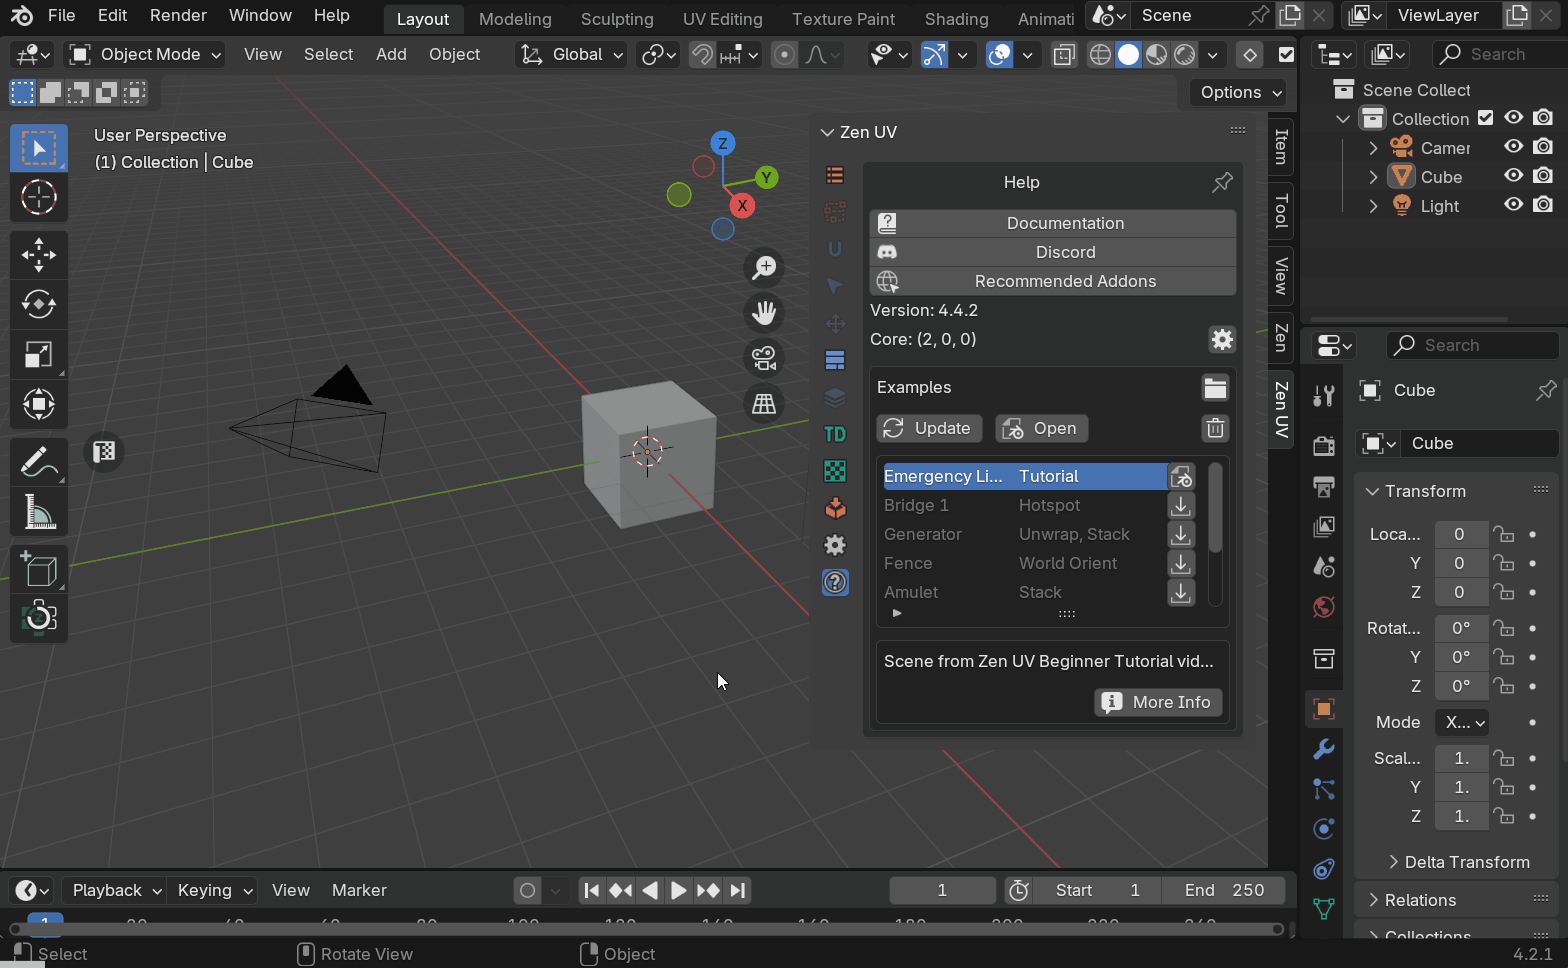 File Edit Render Window Help Layout Modeling Sculpting UV Editing Texture Paint Shading Animati Scene ViewLayer
Object Mode View Select Add Object Global Search
Options
User Perspective
(1) Collection | Cube
Z
Y
X
Zen UV
Help
Documentation
Discord
Recommended Addons
Version: 4.4.2
Core: (2, 0, 0)
Examples
Update Open
Emergency Li... Tutorial
Bridge 1 Hotspot
Generator Unwrap, Stack
Fence World Orient
Amulet Stack
Scene from Zen UV Beginner Tutorial vid...
More Info
TD
Item
Tool
View
Zen
Zen UV
Scene Collect
Collection
Camer
Cube
Light
Search
Cube
Cube
Transform
Loca... 0
Y 0
Z 0
Rotat... 0°
Y 0°
Z 0°
Mode X...
Scal... 1.
Y 1.
Z 1.
Delta Transform
Relations
Collections
Playback Keying View Marker 1 Start 1 End 250
1 20 40 60 80 100 120 140 160 180 200 220 240
Select Rotate View Object 4.2.1